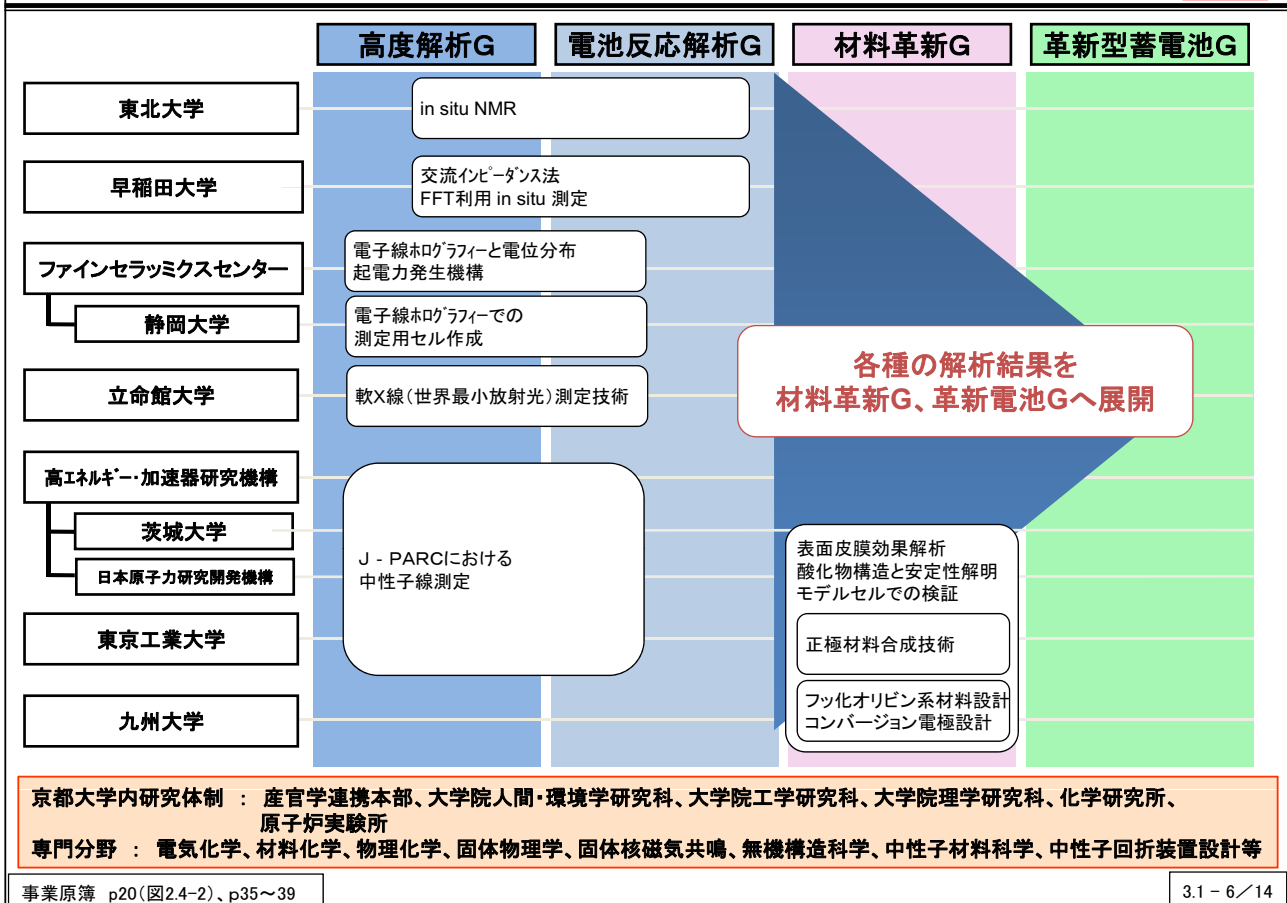 高度解析G
電池反応解析G
材料革新G
革新型蓄電池G
東北大学
in situ NMR
早稲田大学
交流インピーダンス法
FFT利用 in situ 測定
ファインセラッミクスセンター
電子線ホログラフィーと電位分布
起電力発生機構
静岡大学
電子線ホログラフィーでの
測定用セル作成
各種の解析結果を
材料革新G、革新電池Gへ展開
立命館大学
軟X線(世界最小放射光)測定技術
高エネルギー・加速器研究機構
茨城大学
日本原子力研究開発機構
J - PARCにおける
中性子線測定
表面皮膜効果解析
酸化物構造と安定性解明
モデルセルでの検証
東京工業大学
正極材料合成技術
九州大学
フッ化オリビン系材料設計
コンバージョン電極設計
京都大学内研究体制 : 産官学連携本部、大学院人間・環境学研究科、大学院工学研究科、大学院理学研究科、化学研究所、
原子炉実験所
専門分野 : 電気化学、材料化学、物理化学、固体物理学、固体核磁気共鳴、無機構造科学、中性子材料科学、中性子回折装置設計等
事業原簿 p20(図2.4-2)、p35~39
3.1 - 6/14